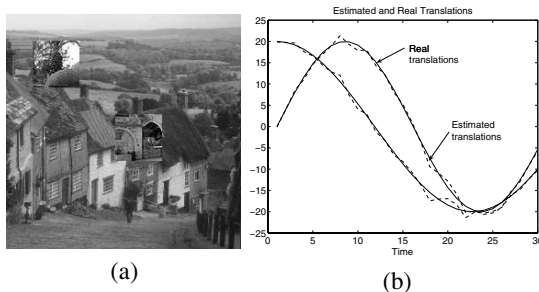 Estimated and Real Translations
25
20
15
10
5
0
−5
−10
−15
−20
−25
0 5 10 15 20 25 30
Time
Real
translations
Estimated
translations
(a)
(b)